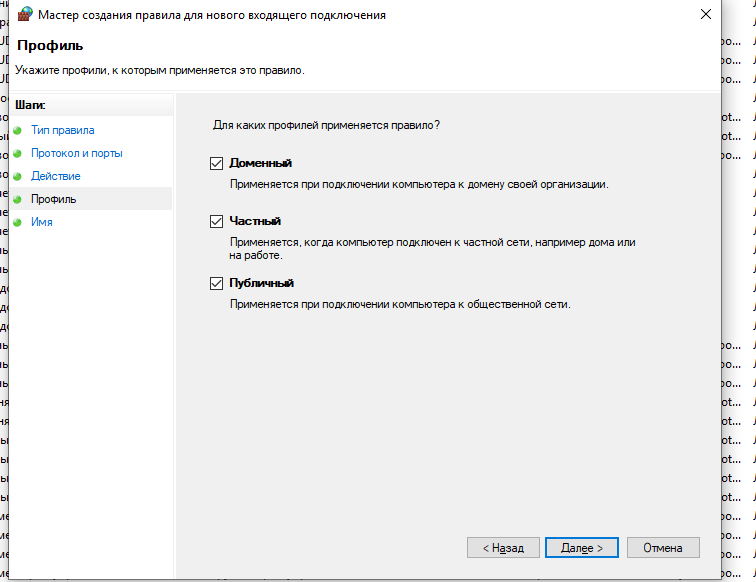 Мастер создания правила для нового входящего подключения
Профиль
Укажите профили, к которым применяется это правило.
Шаги:
Тип правила
Протокол и порты
Действие
Профиль
Имя
Для каких профилей применяется правило?
Доменный
Применяется при подключении компьютера к домену своей организации.
Частный
Применяется, когда компьютер подключен к частной сети, например дома или
на работе.
Публичный
Применяется при подключении компьютера к общественной сети.
< Назад
Далее >
Отмена